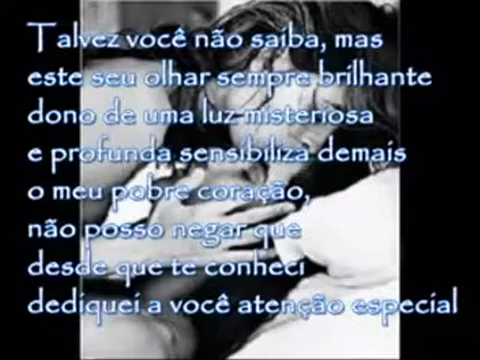 Talvez você não saiba, mas
este seu olhar sempre brilhante
dono de uma luz misteriosa
e profunda sensibiliza demais
o meu pobre coração,
não posso negar que
desde que te conheci
dediquei a você atenção especial